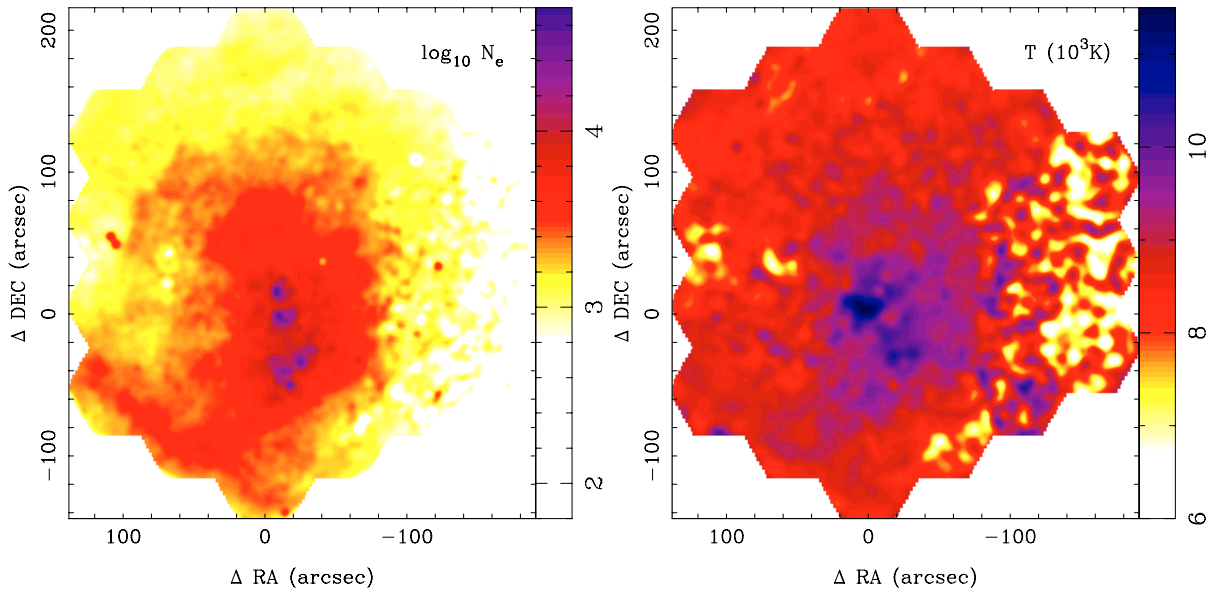 log₁₀ Nₑ
Δ DEC (arcsec)
200
100
0
−100
100 0 −100
Δ RA (arcsec)
4
3
2
T (10³K)
Δ DEC (arcsec)
200
100
0
−100
100 0 −100
Δ RA (arcsec)
10
8
6